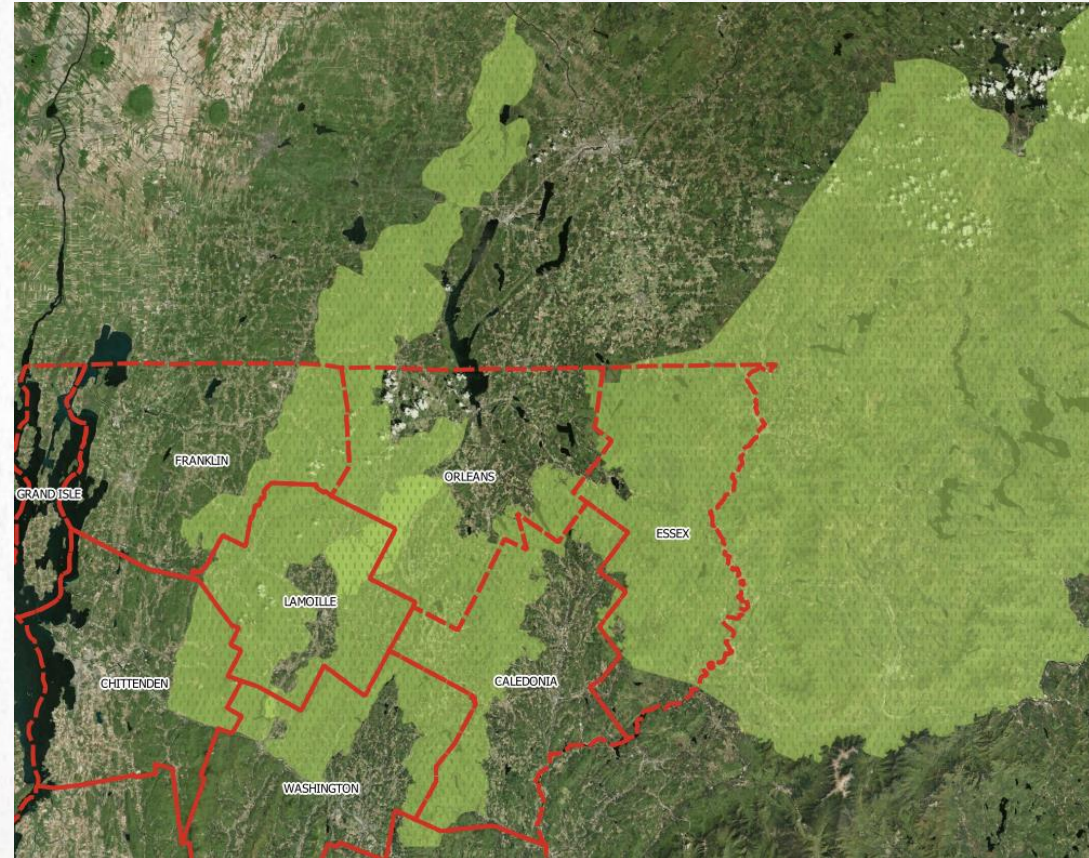 FRANKLIN
ORLEANS
GRAND ISLE
ESSEX
LAMOILLE
CHITTENDEN
CALEDONIA
WASHINGTON